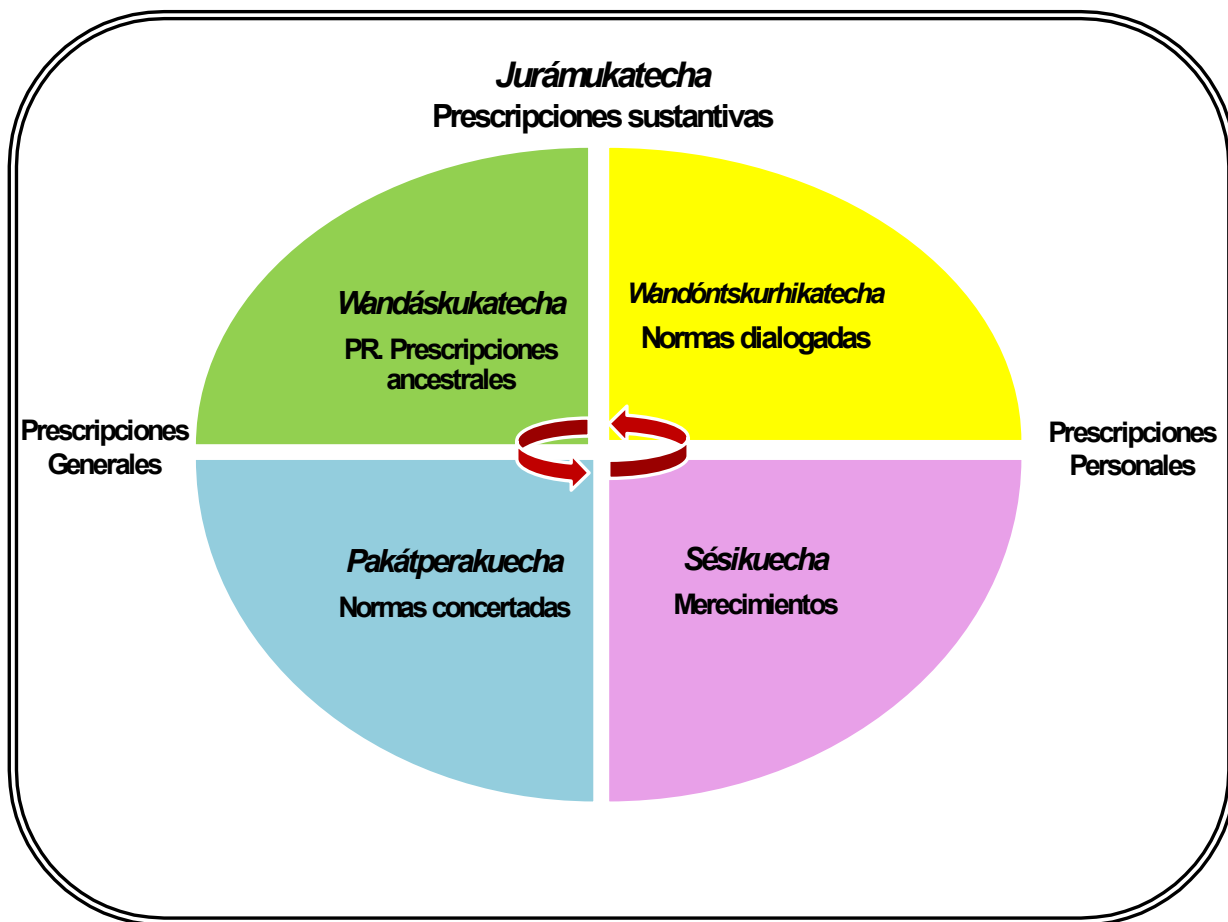 Jurámukatecha
Prescripciones sustantivas
Wandáskukatecha
PR. Prescripciones
ancestrales
Wandóntskurhikatecha
Normas dialogadas
Prescripciones
Generales
Prescripciones
Personales
Pakátperakuecha
Normas concertadas
Sésikuecha
Merecimientos